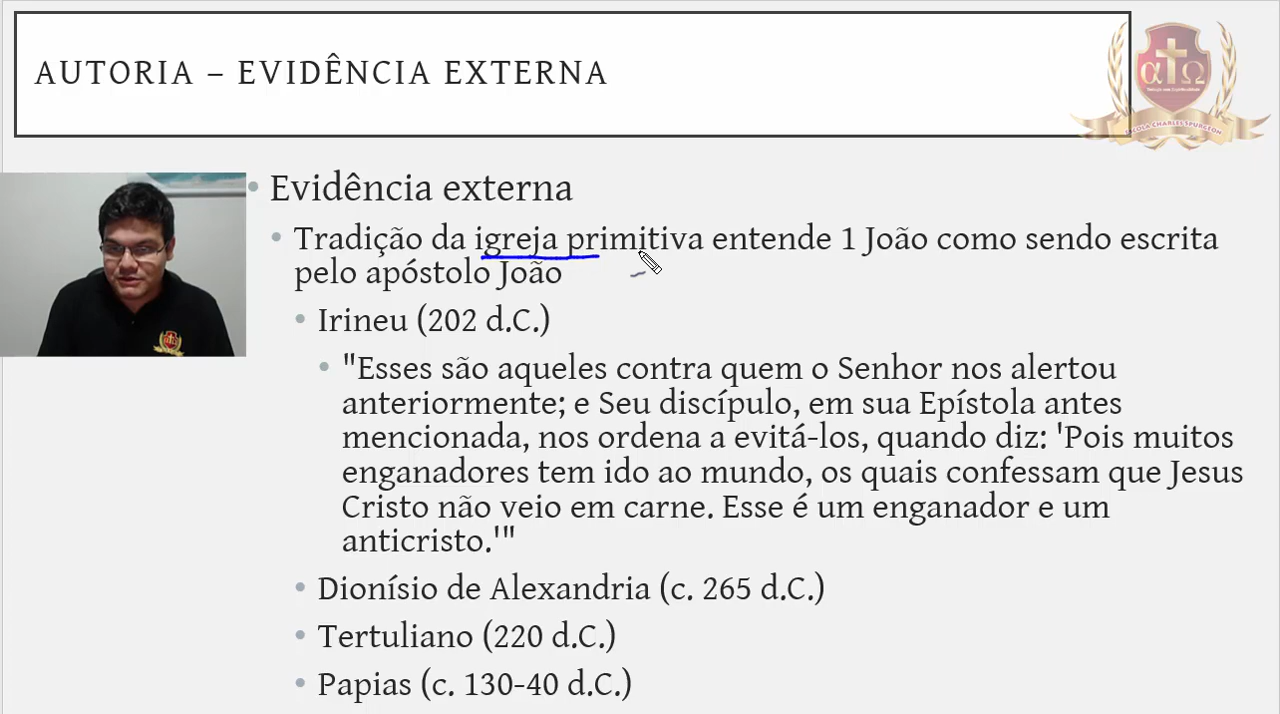 AUTORIA – EVIDÊNCIA EXTERNA
α Ω
ESCOLA CHARLES SPURGEON
• Evidência externa
• Tradição da igreja primitiva entende 1 João como sendo escrita
pelo apóstolo João
• Irineu (202 d.C.)
• "Esses são aqueles contra quem o Senhor nos alertou
anteriormente; e Seu discípulo, em sua Epístola antes
mencionada, nos ordena a evitá-los, quando diz: 'Pois muitos
enganadores tem ido ao mundo, os quais confessam que Jesus
Cristo não veio em carne. Esse é um enganador e um
anticristo.'"
• Dionísio de Alexandria (c. 265 d.C.)
• Tertuliano (220 d.C.)
• Papias (c. 130-40 d.C.)